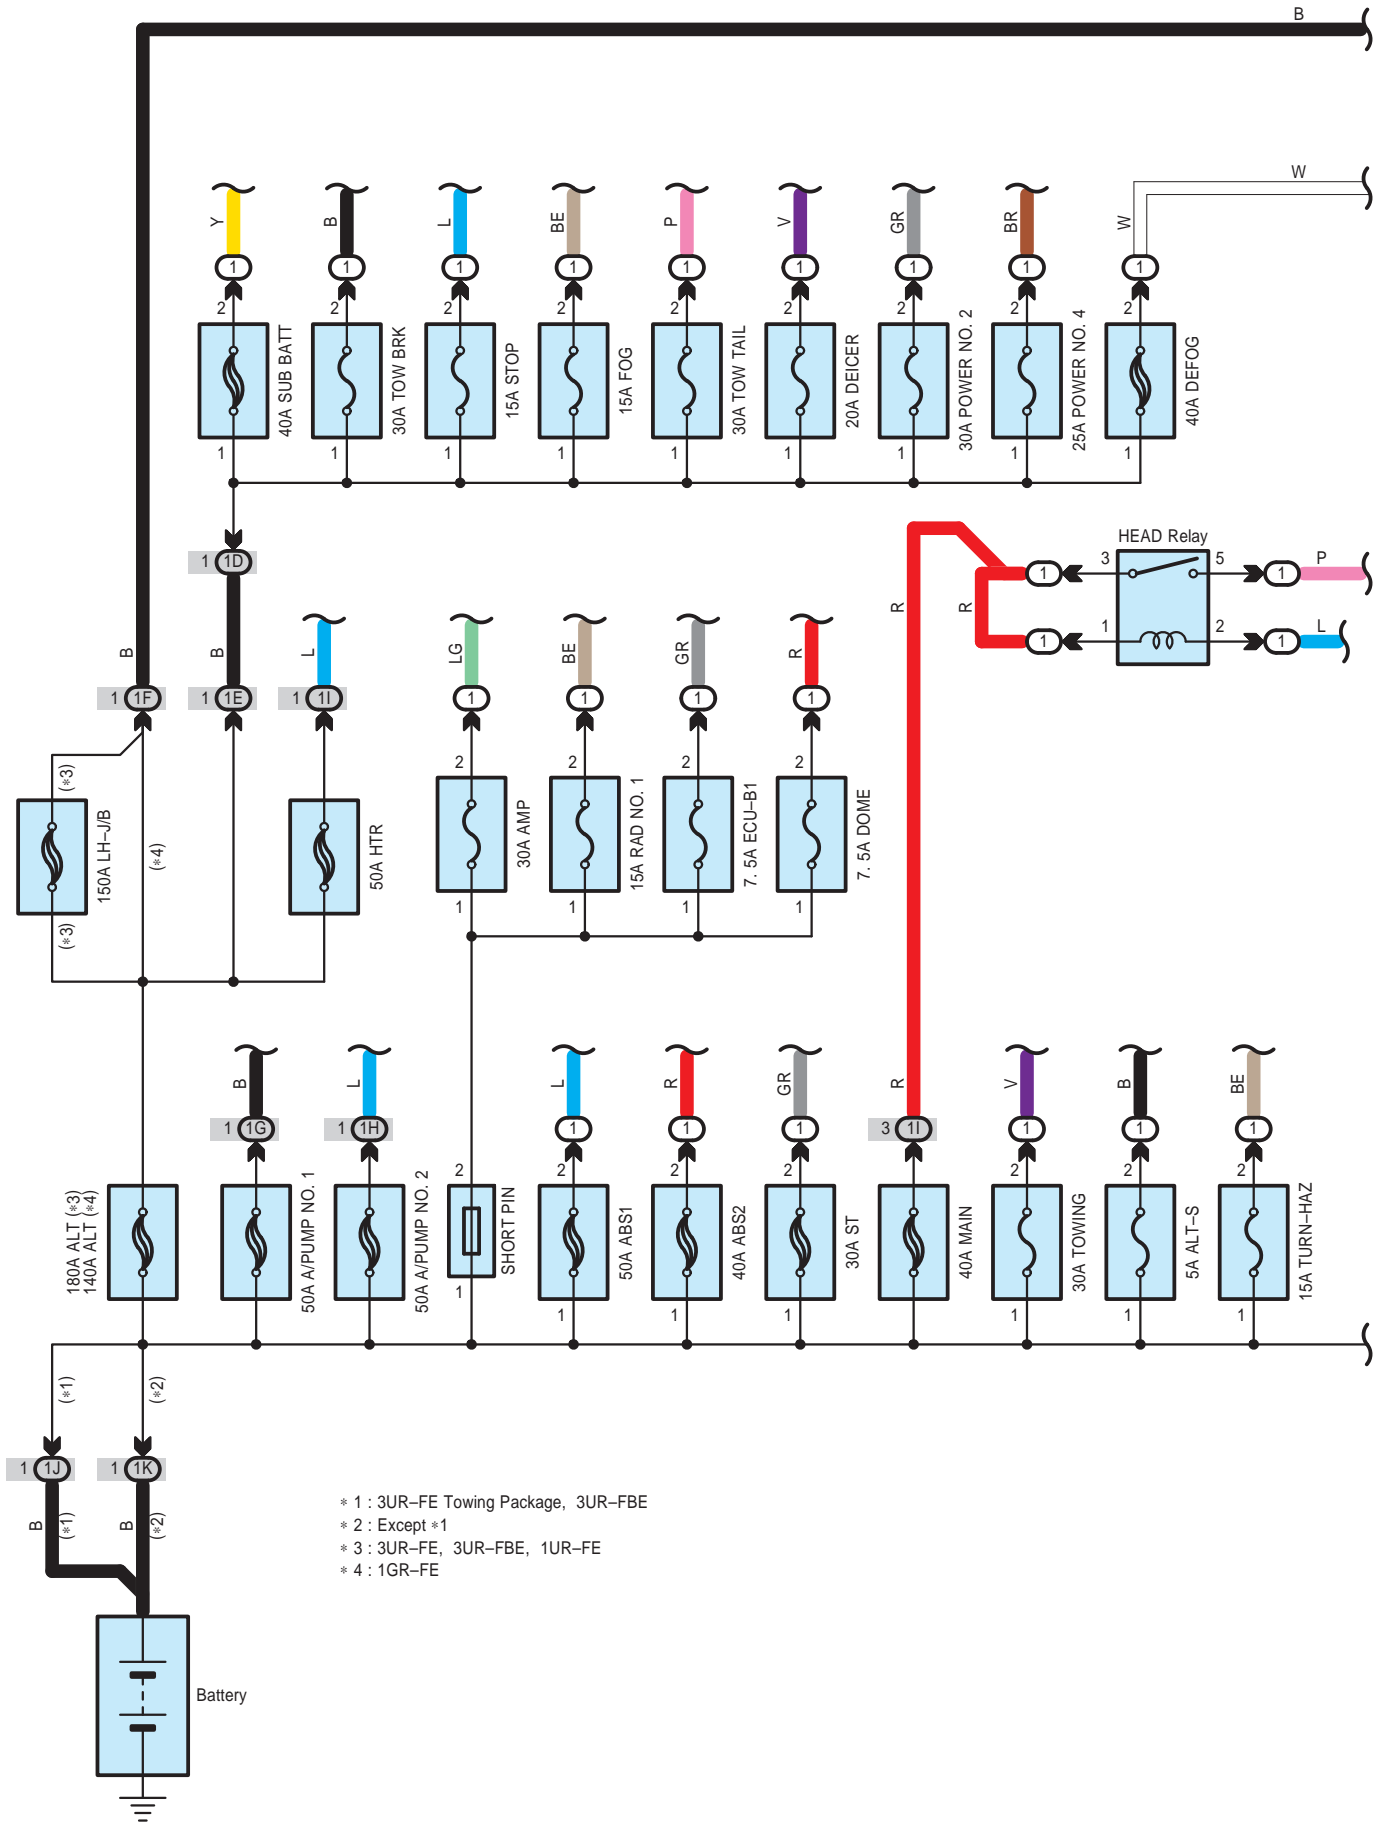 B
W
Y B L BE P V GR BR W
1 1 1 1 1 1 1 1 1
2 2 2 2 2 2 2 2 2
40A SUB BATT
30A TOW BRK
15A STOP
15A FOG
30A TOW TAIL
20A DEICER
30A POWER NO. 2
25A POWER NO. 4
40A DEFOG
1 1 1 1 1 1 1 1 1
HEAD Relay
1 3 5 1 P
1 1 2 1 L
R R
1 1D
B B L LG BE GR R
1 1F 1 1E 1 1I 1 1 1 1
(*3)
2 2 2 2
150A LH–J/B
(*4)
50A HTR
30A AMP
15A RAD NO. 1
7. 5A ECU–B1
7. 5A DOME
(*3)
1 1 1 1
B L L R GR R V B BE
1 1G 1 1H 1 1 1 3 1I 1 1 1
2 2 2 2 2 2 2
180A ALT (*3)
140A ALT (*4)
50A A/PUMP NO. 1
50A A/PUMP NO. 2
SHORT PIN
50A ABS1
40A ABS2
30A ST
40A MAIN
30A TOWING
5A ALT–S
15A TURN–HAZ
1 1 1 1 1 1 1
(*1) (*2)
1 1J 1 1K
B (*1) B (*2)
* 1 : 3UR–FE Towing Package, 3UR–FBE
* 2 : Except *1
* 3 : 3UR–FE, 3UR–FBE, 1UR–FE
* 4 : 1GR–FE
Battery